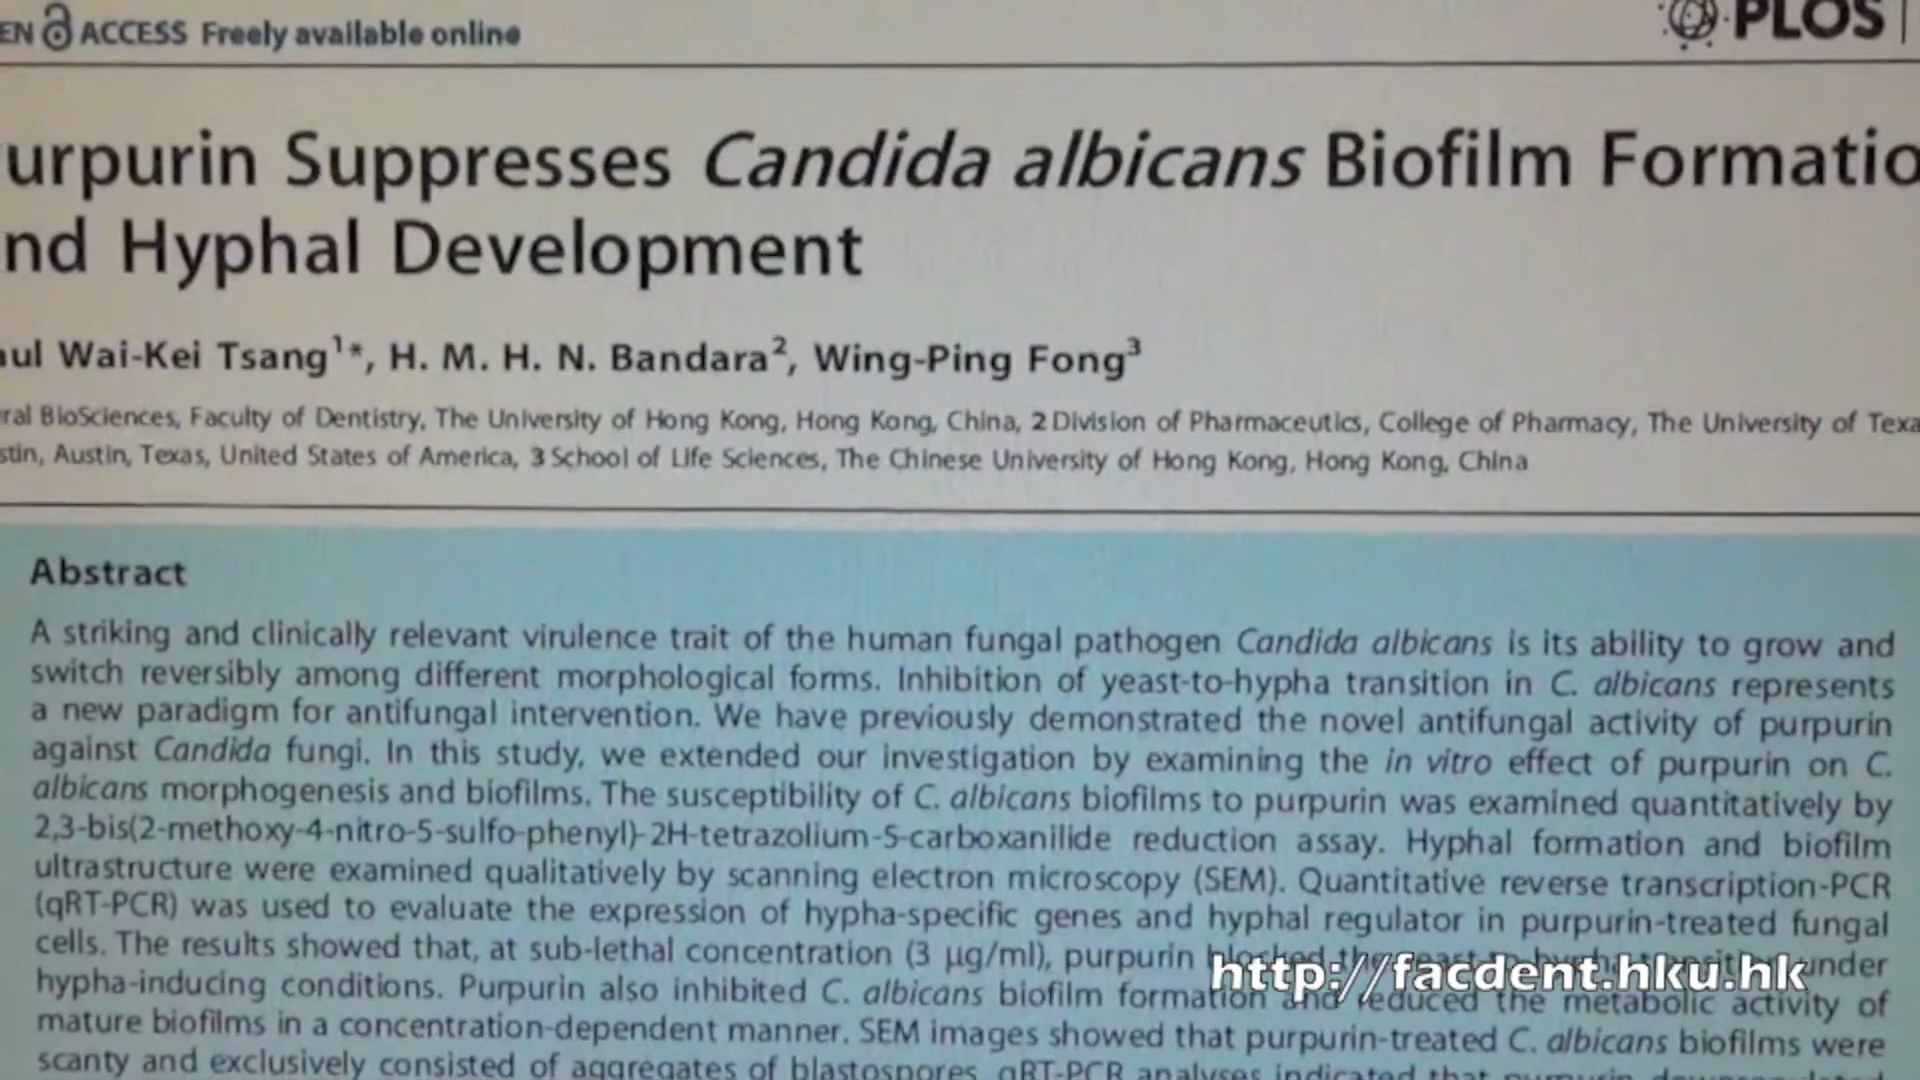 EN ACCESS Freely available online
PLOS
urpurin Suppresses Candida albicans Biofilm Formatio
nd Hyphal Development
aul Wai-Kei Tsang1*, H. M. H. N. Bandara2, Wing-Ping Fong3
ral BioSciences, Faculty of Dentistry, The University of Hong Kong, Hong Kong, China, 2 Division of Pharmaceutics, College of Pharmacy, The University of Texa
stin, Austin, Texas, United States of America, 3 School of Life Sciences, The Chinese University of Hong Kong, Hong Kong, China
Abstract
A striking and clinically relevant virulence trait of the human fungal pathogen Candida albicans is its ability to grow and
switch reversibly among different morphological forms. Inhibition of yeast-to-hypha transition in C. albicans represents
a new paradigm for antifungal intervention. We have previously demonstrated the novel antifungal activity of purpurin
against Candida fungi. In this study, we extended our investigation by examining the in vitro effect of purpurin on C.
albicans morphogenesis and biofilms. The susceptibility of C. albicans biofilms to purpurin was examined quantitatively by
2,3-bis(2-methoxy-4-nitro-5-sulfo-phenyl)-2H-tetrazolium-5-carboxanilide reduction assay. Hyphal formation and biofilm
ultrastructure were examined qualitatively by scanning electron microscopy (SEM). Quantitative reverse transcription-PCR
(qRT-PCR) was used to evaluate the expression of hypha-specific genes and hyphal regulator in purpurin-treated fungal
cells. The results showed that, at sub-lethal concentration (3 µg/ml), purpurin blocked the under
http://facdent.hku.hk
hypha-inducing conditions. Purpurin also inhibited C. albicans biofilm formation and reduced the metabolic activity of
mature biofilms in a concentration-dependent manner. SEM images showed that purpurin-treated C. albicans biofilms were
scanty and exclusively consisted of aggregates of blastospores. qRT-PCR analyses indicated that purpurin